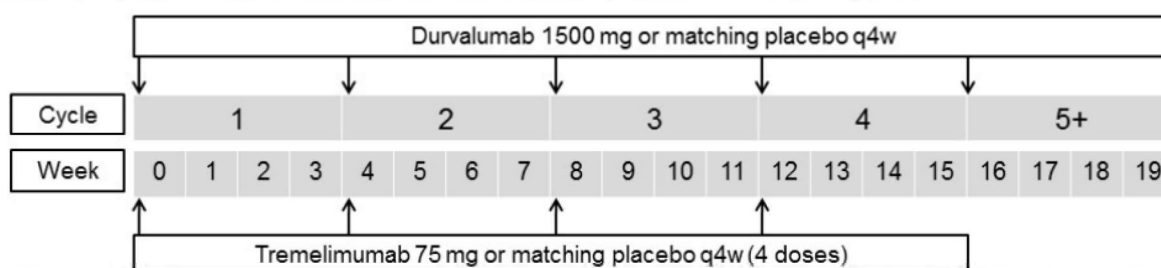 Durvalumab 1500 mg or matching placebo q4w
Cycle 1 2 3 4 5+
Week 0 1 2 3 4 5 6 7 8 9 10 11 12 13 14 15 16 17 18 19
Tremelimumab 75 mg or matching placebo q4w (4 doses)